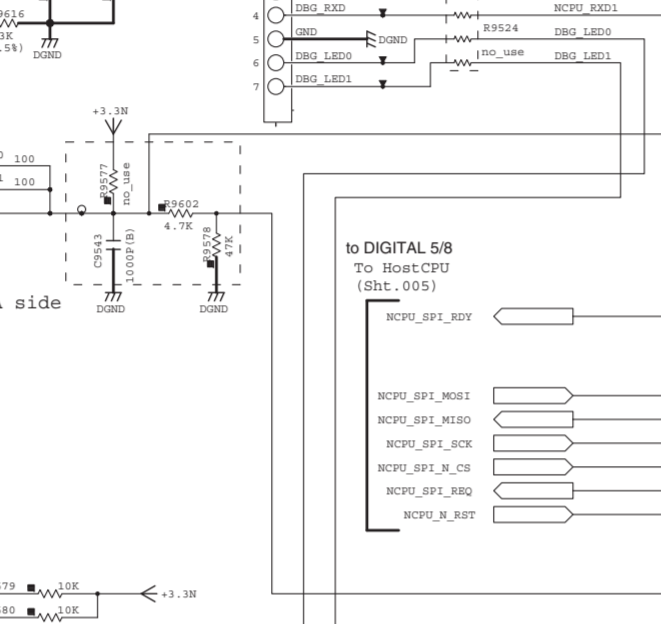 9616
3K
.5%)
DGND
4
DBG_RXD
NCPU_RXD1
5
GND
DGND
R9524
DBG_LED0
6
DBG_LED0
no_use
DBG_LED1
7
DBG_LED1
+3.3N
100
100
R9577
no_use
R9602
4.7K
C9543
1000P(B)
R9578
47K
DGND
DGND
side
to DIGITAL 5/8
To HostCPU
(Sht.005)
NCPU_SPI_RDY
NCPU_SPI_MOSI
NCPU_SPI_MISO
NCPU_SPI_SCK
NCPU_SPI_N_CS
NCPU_SPI_REQ
NCPU_N_RST
10K
+3.3N
10K